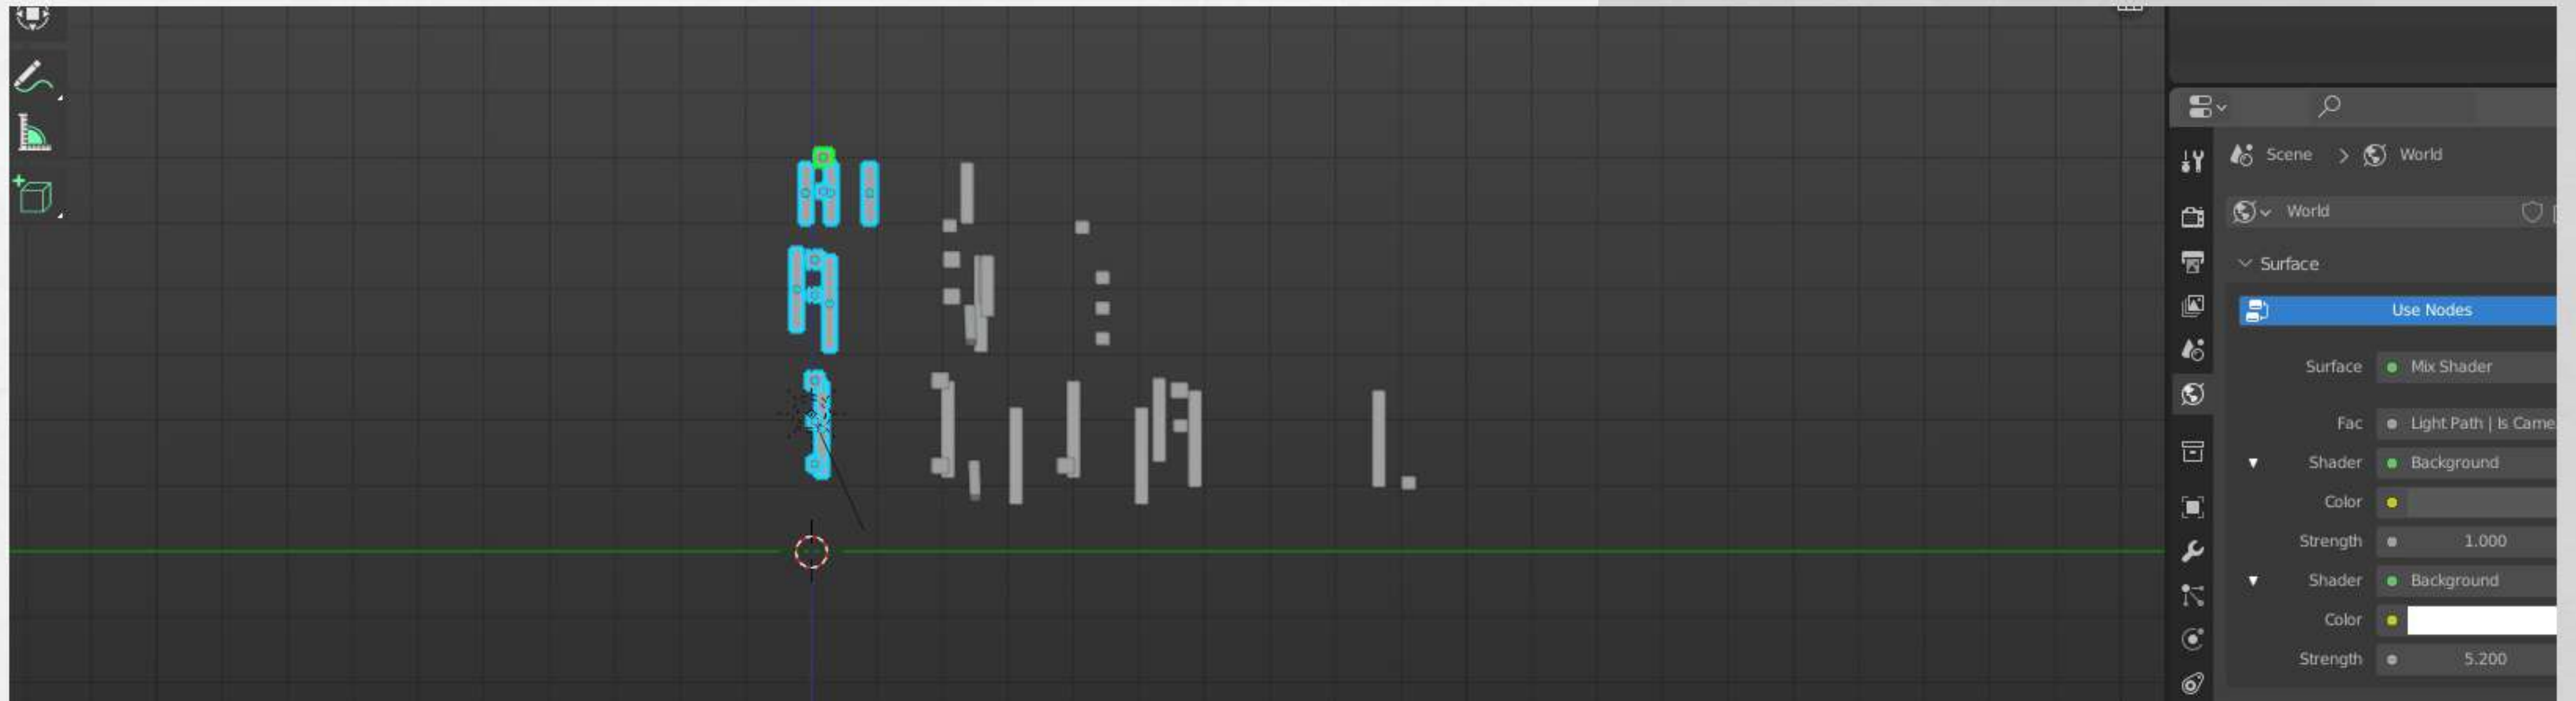 Scene > World
World
Surface
Use Nodes
Surface Mix Shader
Fac Light Path | Is Came
Shader Background
Color
Strength 1.000
Shader Background
Color
Strength 5.200